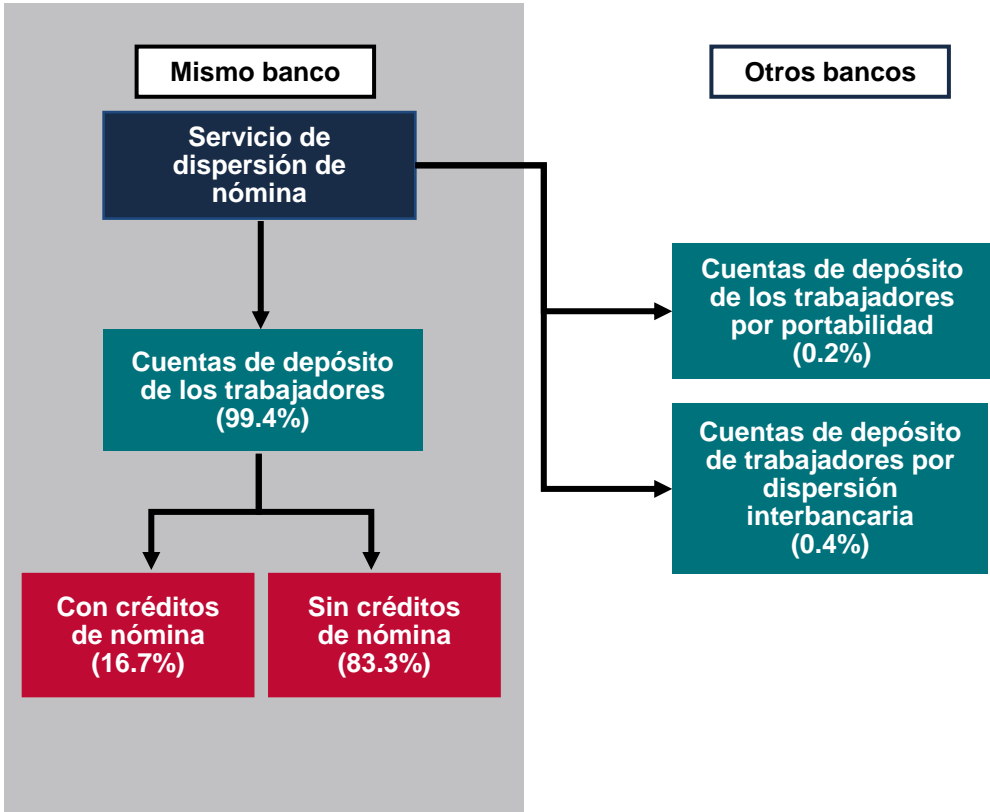 Mismo banco
Otros bancos
Servicio de
dispersión de
nómina
Cuentas de depósito
de los trabajadores
por portabilidad
(0.2%)
Cuentas de depósito
de los trabajadores
(99.4%)
Cuentas de depósito
de trabajadores por
dispersión
interbancaria
(0.4%)
Con créditos
de nómina
(16.7%)
Sin créditos
de nómina
(83.3%)